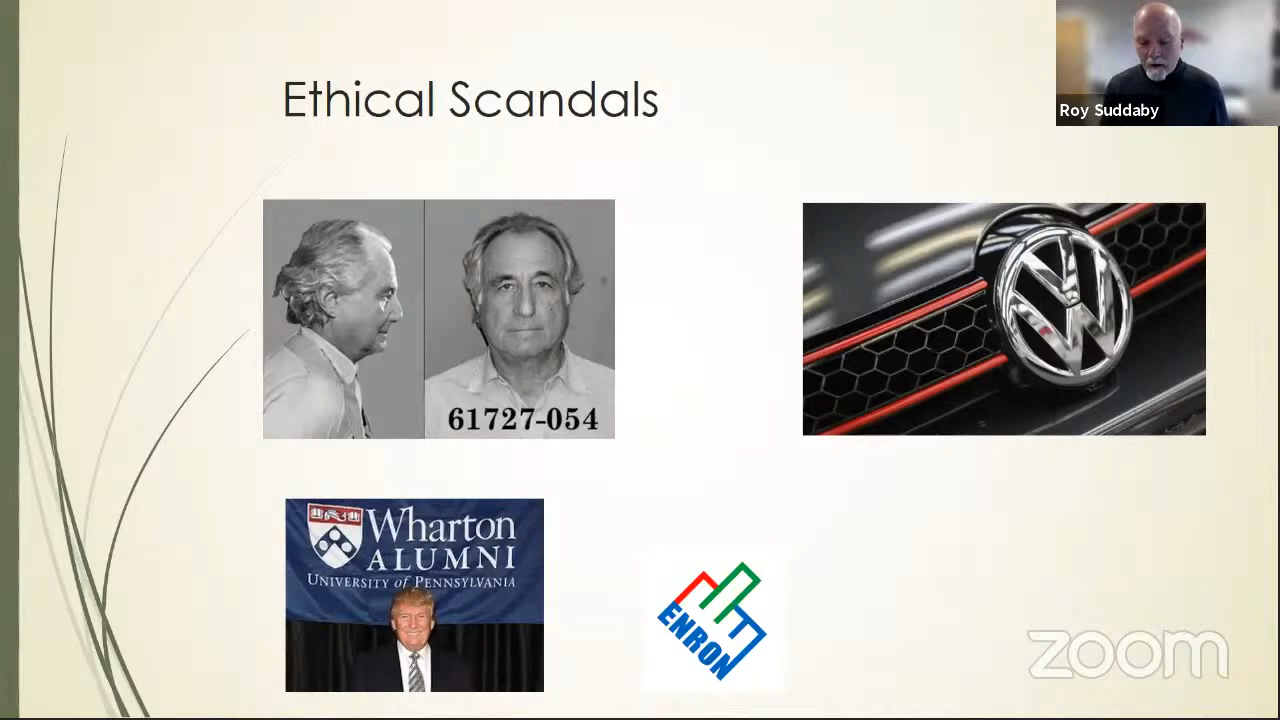 Ethical Scandals
Roy Suddaby
61727-054
Wharton
ALUMNI
UNIVERSITY of PENNSYLVANIA
ENRON
zoom